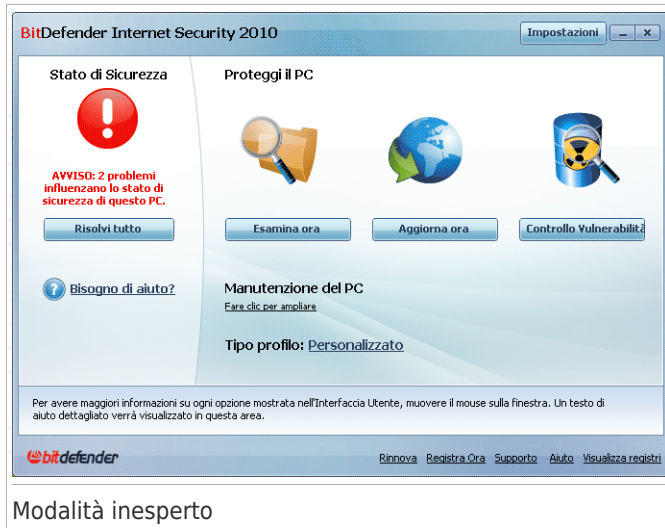 BitDefender Internet Security 2010
Impostazioni
Stato di Sicurezza
AVVISO: 2 problemi
influenzano lo stato di
sicurezza di questo PC.
Risolvi tutto
Bisogno di aiuto?
Proteggi il PC
Esamina ora
Aggiorna ora
Controllo Vulnerabilità
Manutenzione del PC
Fare clic per ampliare
Tipo profilo: Personalizzato
Per avere maggiori informazioni su ogni opzione mostrata nell'Interfaccia Utente, muovere il mouse sulla finestra. Un testo di
aiuto dettagliato verrà visualizzato in questa area.
bitdefender
Rinnova Registra Ora Supporto Aiuto Visualizza registri
Modalità inesperto